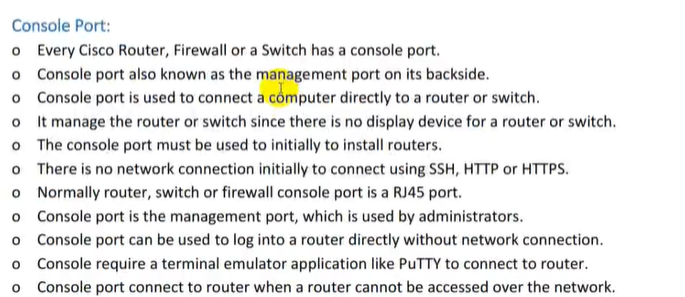 Console Port:
o Every Cisco Router, Firewall or a Switch has a console port.
o Console port also known as the management port on its backside.
o Console port is used to connect a computer directly to a router or switch.
o It manage the router or switch since there is no display device for a router or switch.
o The console port must be used to initially to install routers.
o There is no network connection initially to connect using SSH, HTTP or HTTPS.
o Normally router, switch or firewall console port is a RJ45 port.
o Console port is the management port, which is used by administrators.
o Console port can be used to log into a router directly without network connection.
o Console require a terminal emulator application like PuTTY to connect to router.
o Console port connect to router when a router cannot be accessed over the network.